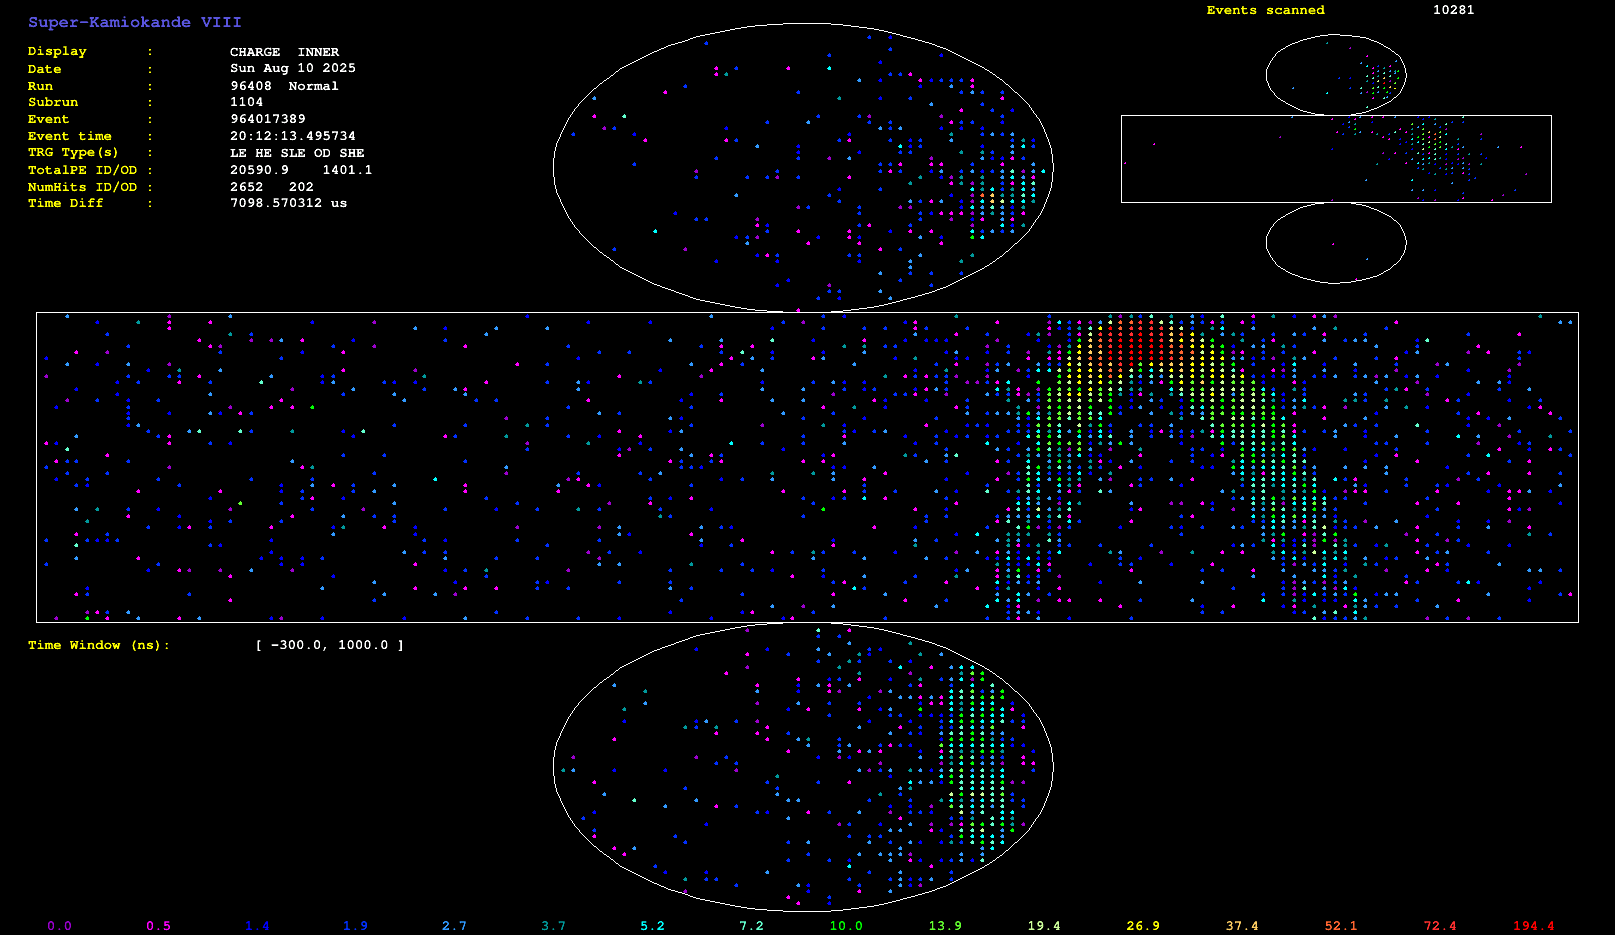 Super-Kamiokande VIII
Events scanned 10281
Display : CHARGE INNER
Date : Sun Aug 10 2025
Run : 96408 Normal
Subrun : 1104
Event : 964017389
Event time : 20:12:13.495734
TRG Type(s) : LE HE SLE OD SHE
TotalPE ID/OD : 20590.9 1401.1
NumHits ID/OD : 2652 202
Time Diff : 7098.570312 us
Time Window (ns): [ -300.0, 1000.0 ]
0.0 0.5 1.4 1.9 2.7 3.7 5.2 7.2 10.0 13.9 19.4 26.9 37.4 52.1 72.4 194.4